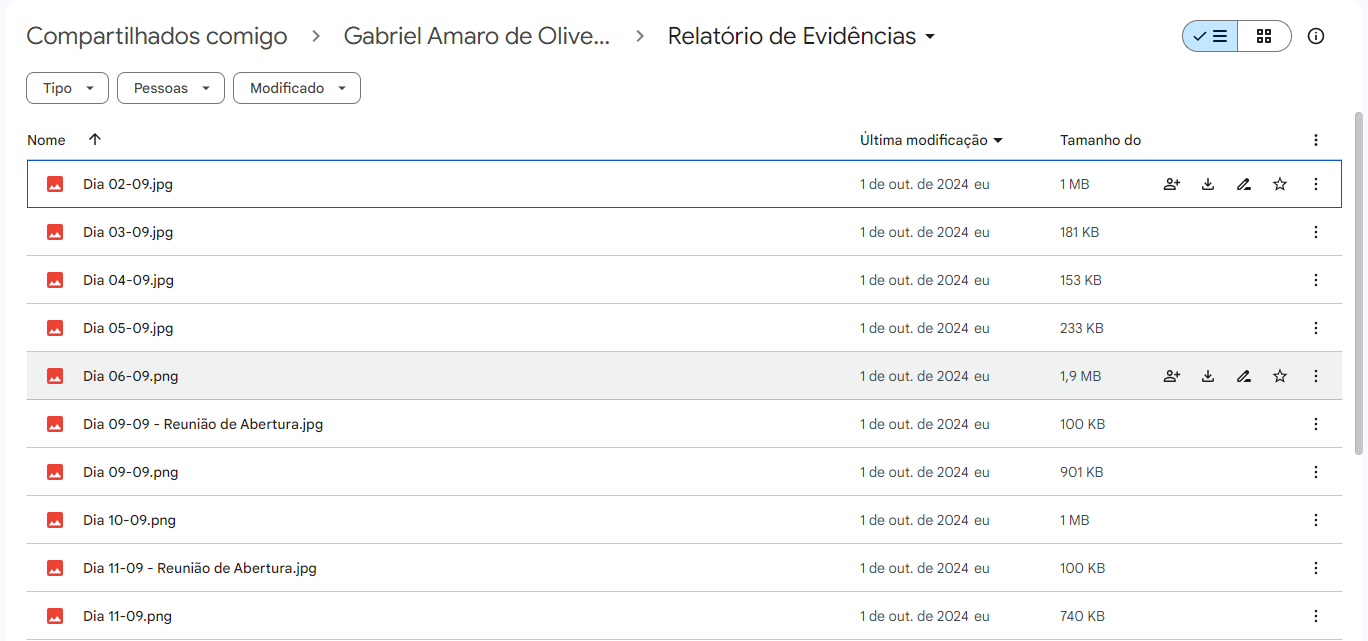 Compartilhados comigo > Gabriel Amaro de Olive... > Relatório de Evidências
Tipo Pessoas Modificado
Nome Última modificação Tamanho do
Dia 02-09.jpg 1 de out. de 2024 eu 1 MB
Dia 03-09.jpg 1 de out. de 2024 eu 181 KB
Dia 04-09.jpg 1 de out. de 2024 eu 153 KB
Dia 05-09.jpg 1 de out. de 2024 eu 233 KB
Dia 06-09.png 1 de out. de 2024 eu 1,9 MB
Dia 09-09 - Reunião de Abertura.jpg 1 de out. de 2024 eu 100 KB
Dia 09-09.png 1 de out. de 2024 eu 901 KB
Dia 10-09.png 1 de out. de 2024 eu 1 MB
Dia 11-09 - Reunião de Abertura.jpg 1 de out. de 2024 eu 100 KB
Dia 11-09.png 1 de out. de 2024 eu 740 KB